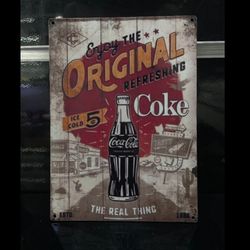 Enjoy THE
ORIGINAL
REFRESHING
Coke
ICE
COLD
5
Coca-Cola
THE REAL THING
ESTD.
1886